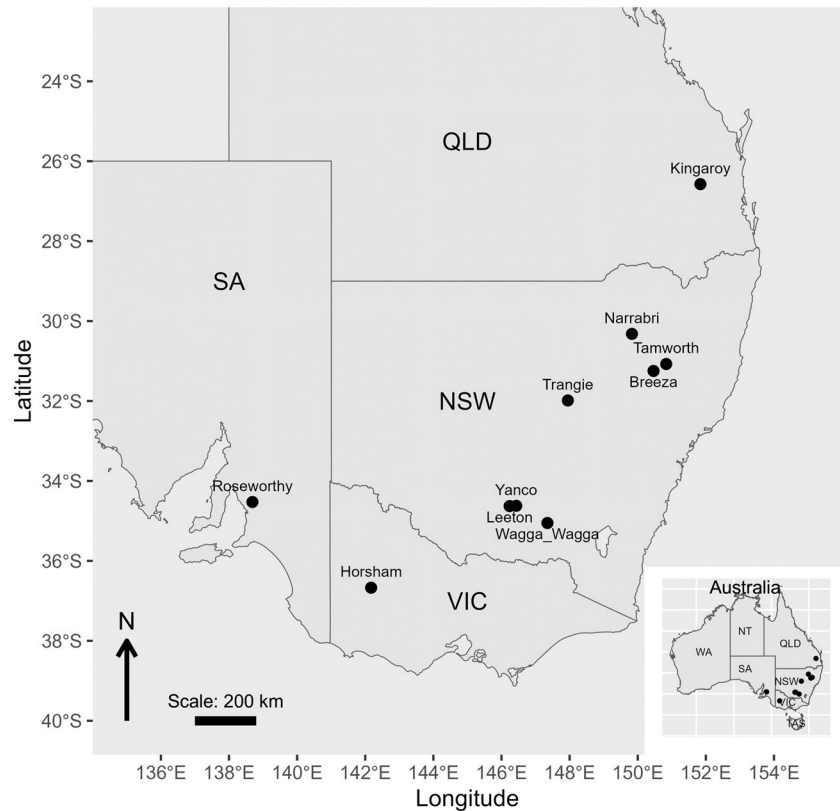 24°S
QLD
26°S
Kingaroy
28°S
SA
30°S
Narrabri
Tamworth
Breeza
Latitude
32°S
NSW
Trangie
34°S
Roseworthy
Yanco
Leeton
Wagga_Wagga
36°S
Horsham
VIC
38°S
N
Scale: 200 km
40°S
Australia
NT
QLD
WA
SA
NSW
VIC
TAS
136°E 138°E 140°E 142°E 144°E 146°E 148°E 150°E 152°E 154°E
Longitude